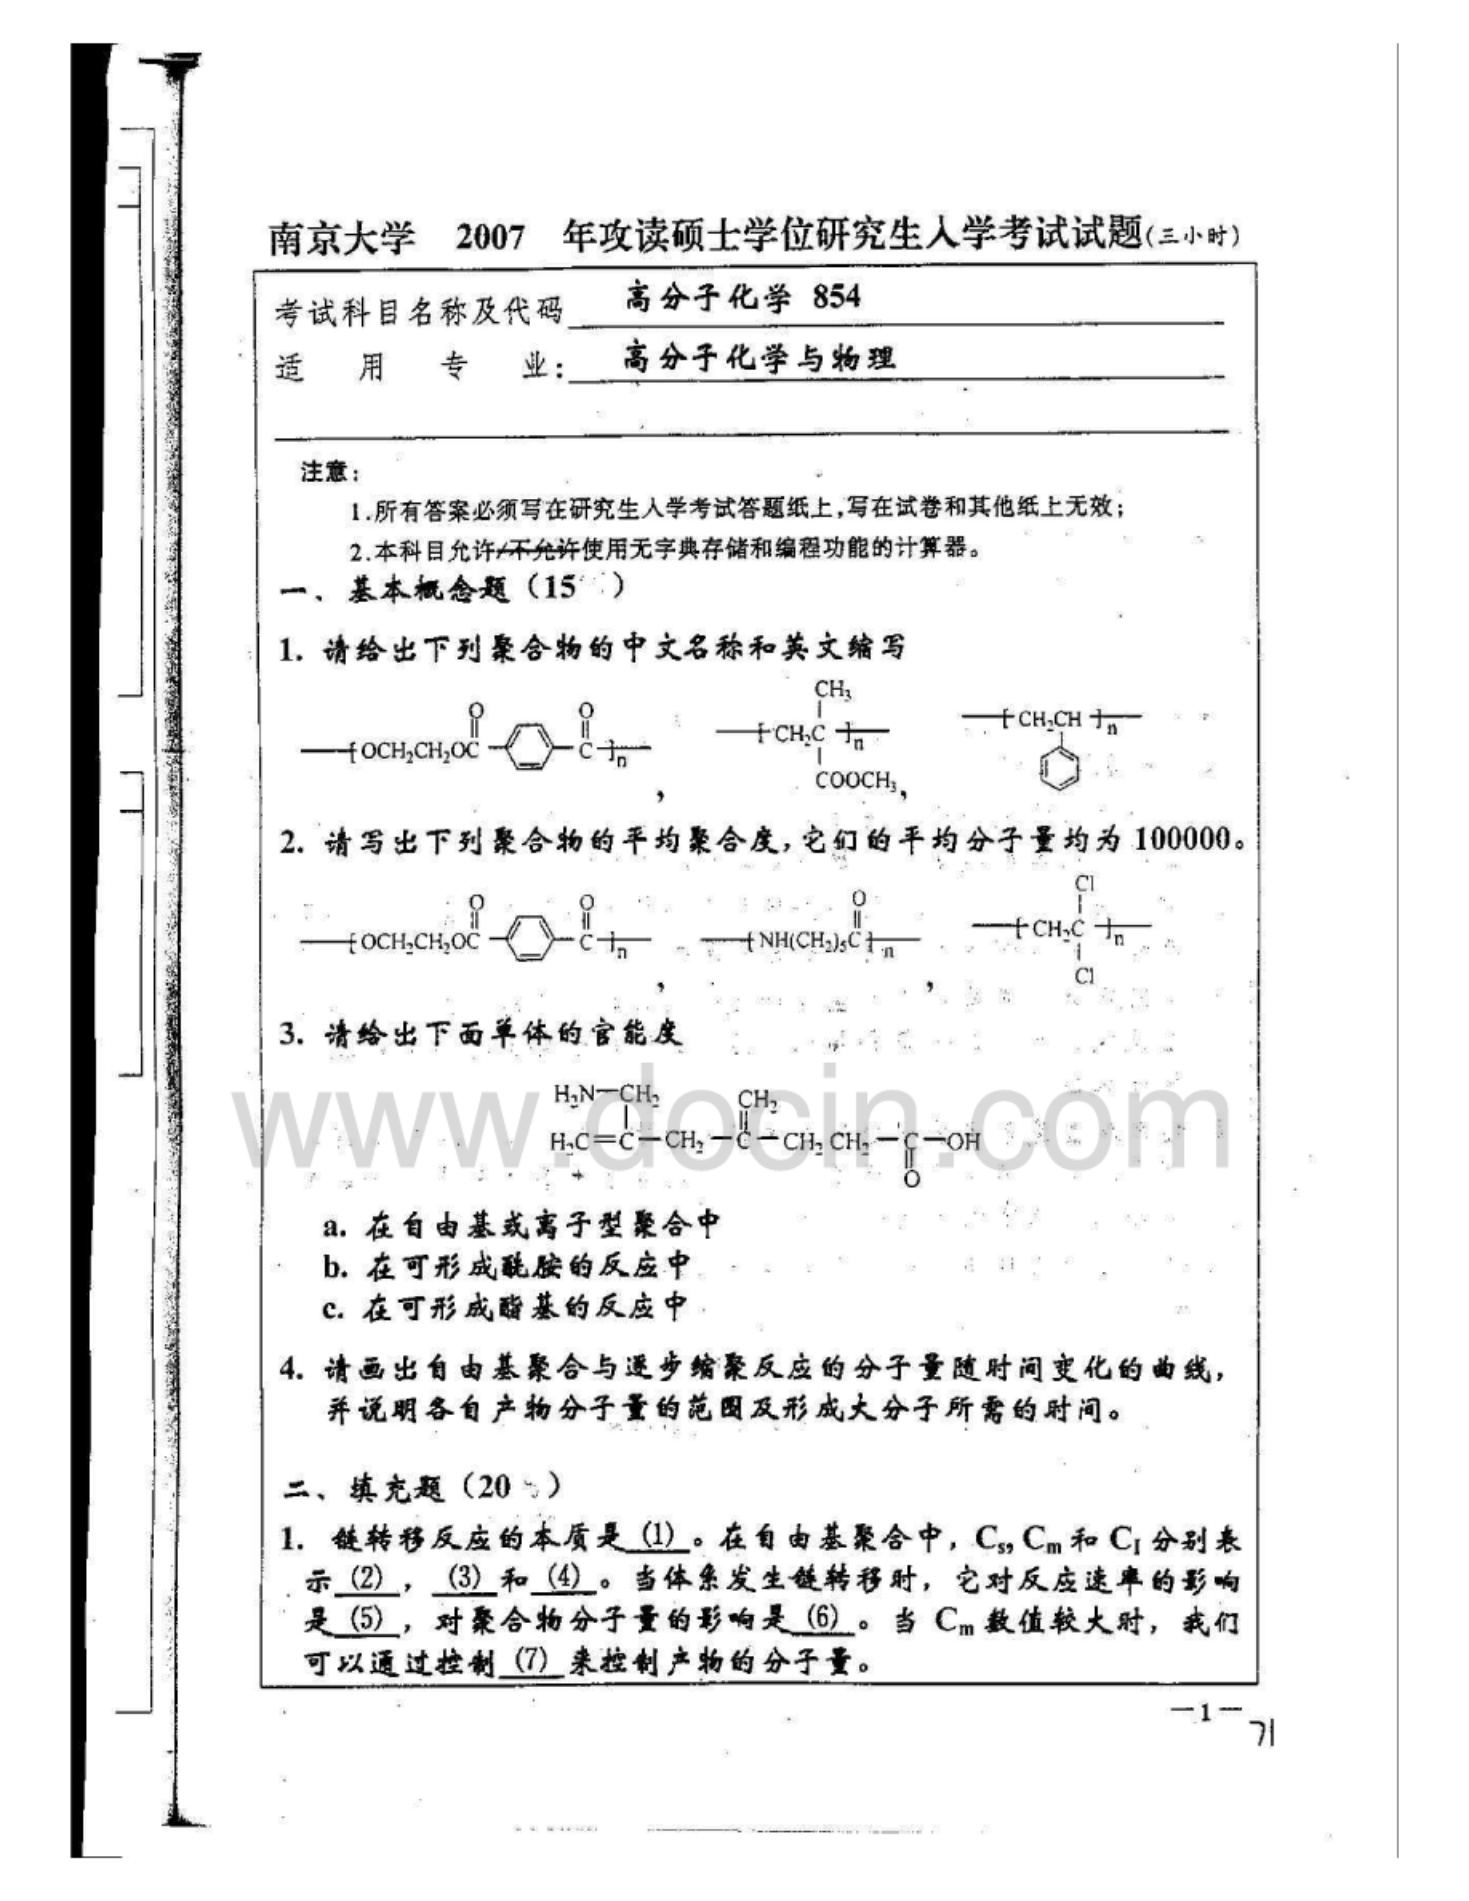 南京大学 2007 年攻读硕士学位研究生入学考试试题(三小时)
考试科目名称及代码 高分子化学 854
适 用 专 业: 高分子化学与物理
注意:
1.所有答案必须写在研究生入学考试答题纸上,写在试卷和其他纸上无效;
2.本科目允许/不允许使用无字典存储和编程功能的计算器。
一、基本概念题(15 )
1. 请给出下列聚合物的中文名称和英文缩写
CH₃
O O
[OCH₂CH₂OC C]n [CH₂C]n [CH₂CH]n
, COOCH₃,
2. 请写出下列聚合物的平均聚合度,它们的平均分子量均为 100000。
Cl
O O O
[OCH₂CH₂OC C]n [NH(CH₂)₅C]n [CH₂C]n
, , Cl
3. 请给出下面单体的官能度
H₂N—CH₂ CH₂
H₂C=C—CH₂—C—CH₂CH₂—C—OH
O
www.docin.com
a. 在自由基或离子型聚合中
b. 在可形成酰胺的反应中
c. 在可形成酯基的反应中
4. 请画出自由基聚合与逐步缩聚反应的分子量随时间变化的曲线,
并说明各自产物分子量的范围及形成大分子所需的时间。
二、填充题(20 )
1. 链转移反应的本质是 (1) 。在自由基聚合中,Cs, Cm 和 CI 分别表
示 (2) , (3) 和 (4) 。当体系发生链转移时,它对反应速率的影响
是 (5) ,对聚合物分子量的影响是 (6) 。当 Cm 数值较大时,我们
可以通过控制 (7) 来控制产物的分子量。
—1—
71